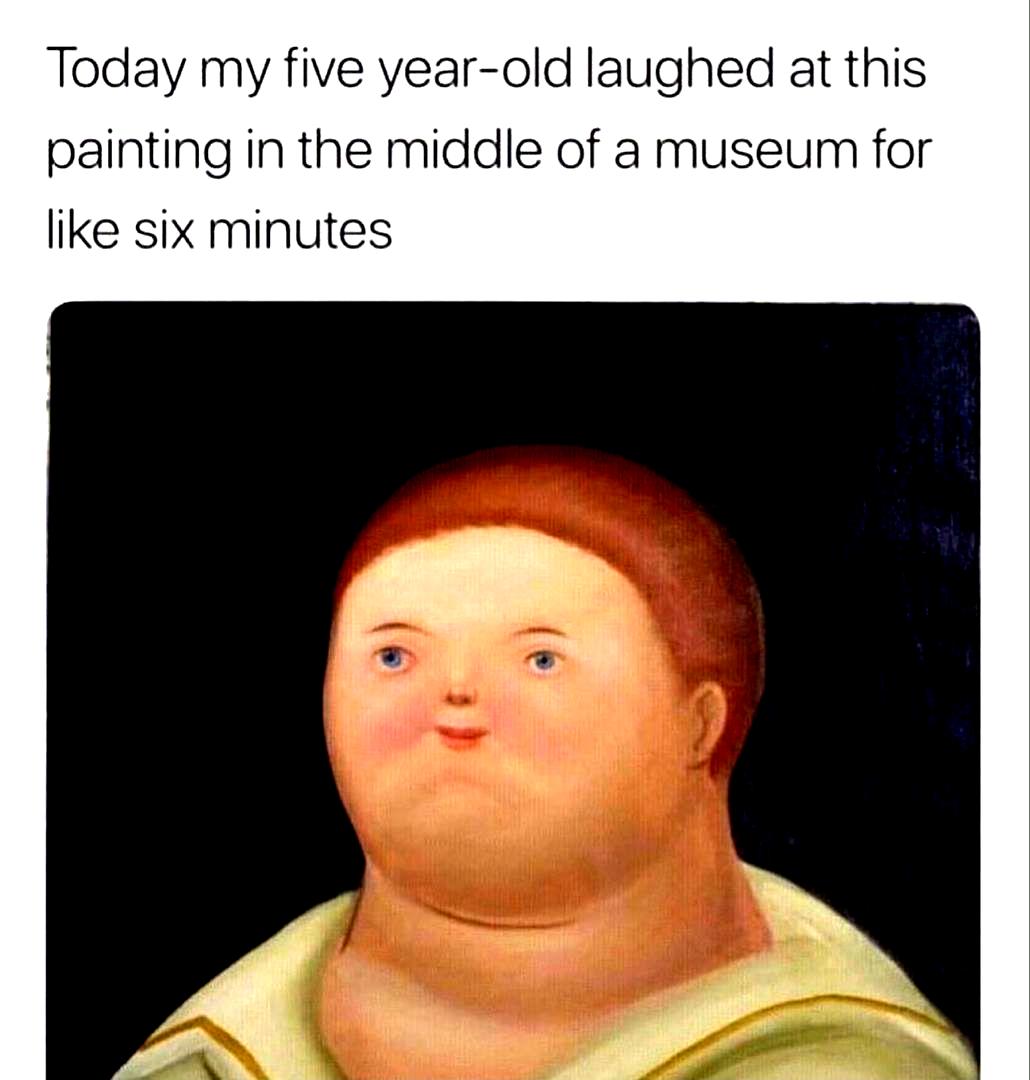 Today my five year-old laughed at this
painting in the middle of a museum for
like six minutes